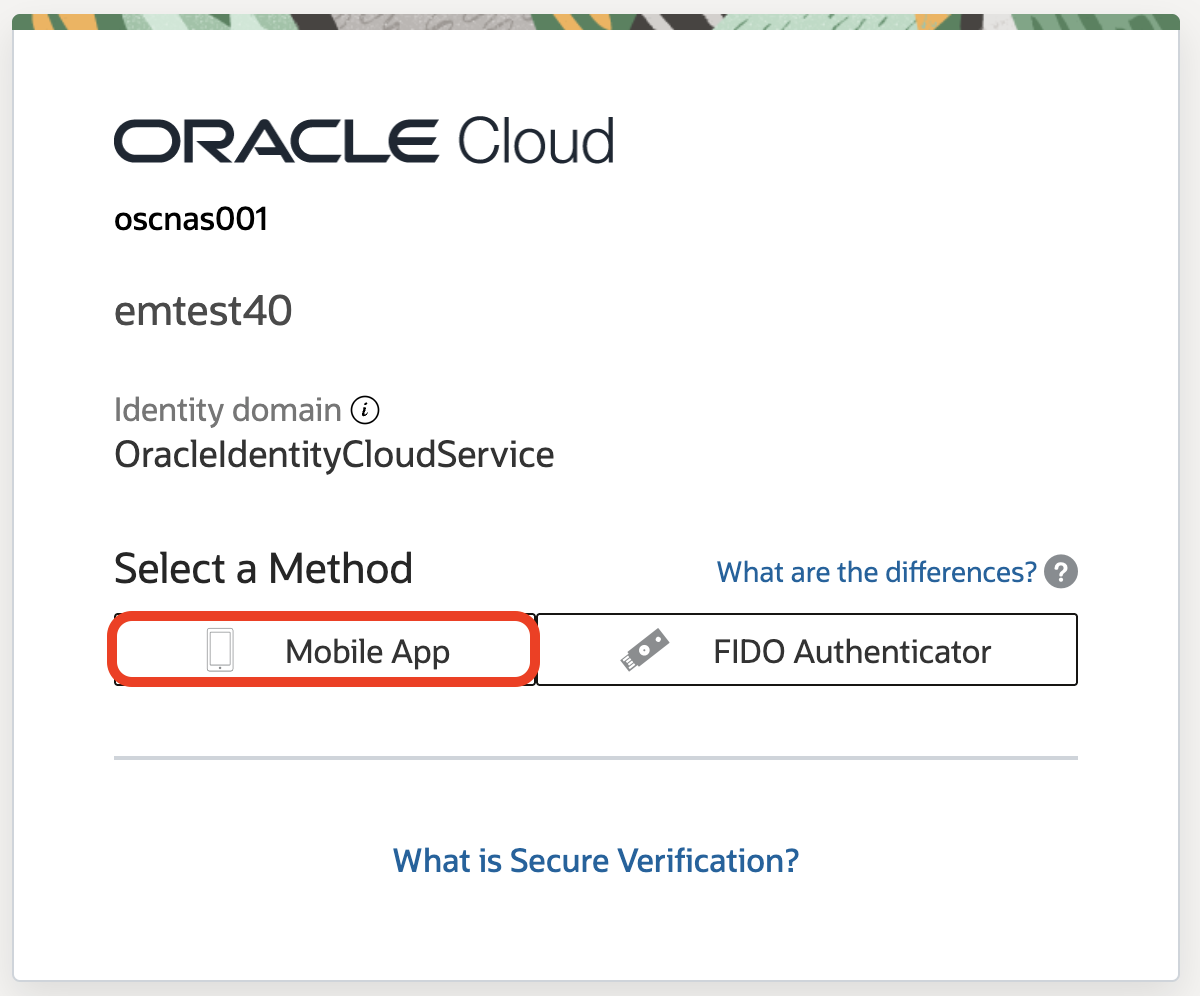 ORACLE Cloud
oscnas001
emtest40
Identity domain i
OracleIdentityCloudService
Select a Method
What are the differences? ?
Mobile App
FIDO Authenticator
What is Secure Verification?